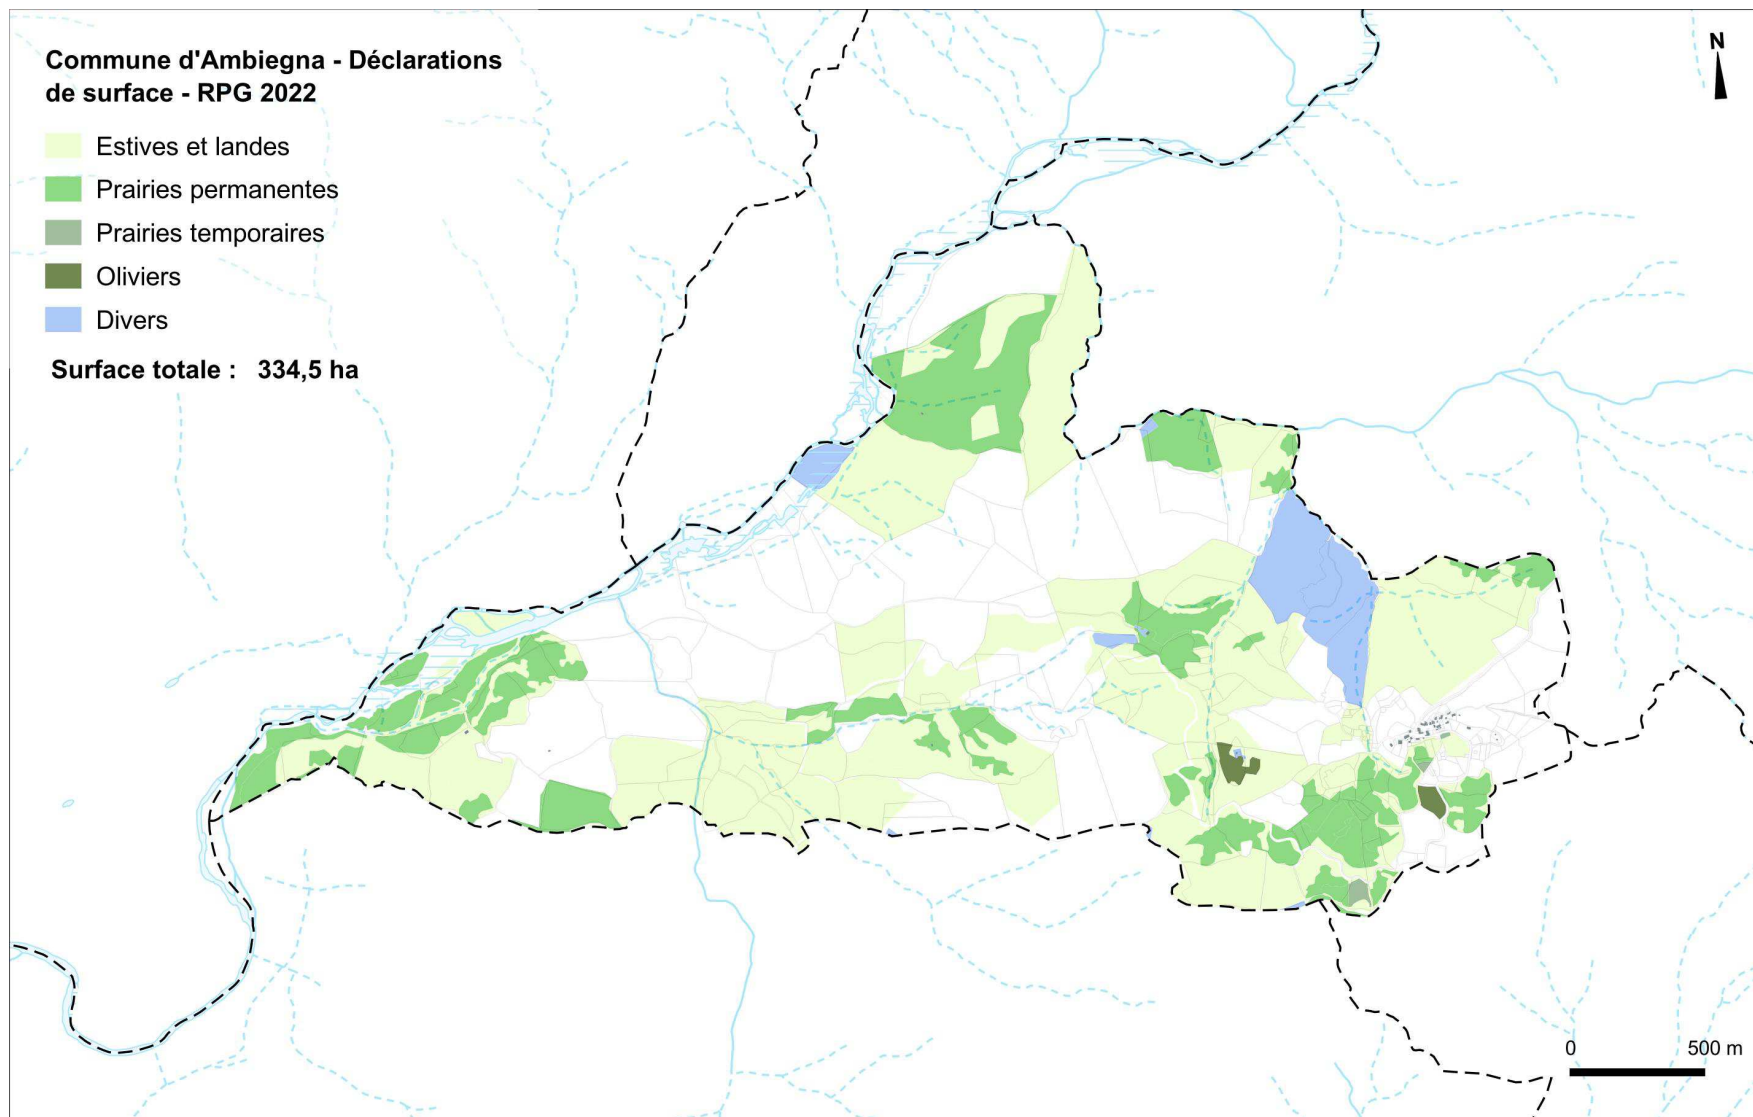 Commune d'Ambiegna - Déclarations
de surface - RPG 2022
Estives et landes
Prairies permanentes
Prairies temporaires
Oliviers
Divers
Surface totale : 334,5 ha
N
0 500 m